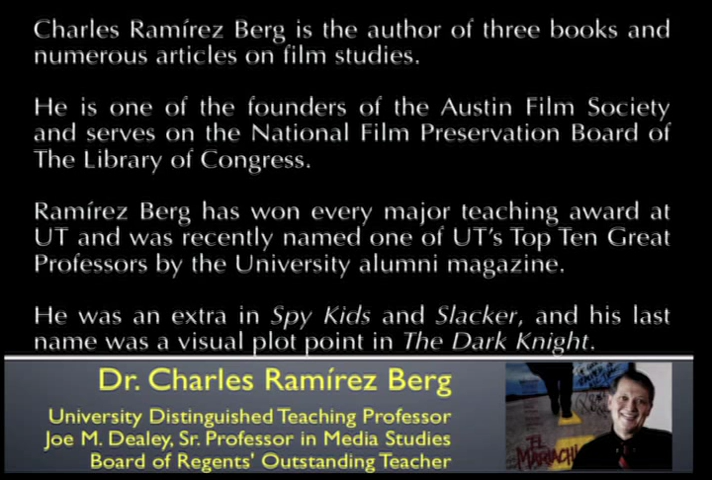 Charles Ramírez Berg is the author of three books and
numerous articles on film studies.
He is one of the founders of the Austin Film Society
and serves on the National Film Preservation Board of
The Library of Congress.
Ramírez Berg has won every major teaching award at
UT and was recently named one of UT's Top Ten Great
Professors by the University alumni magazine.
He was an extra in Spy Kids and Slacker, and his last
name was a visual plot point in The Dark Knight.
Dr. Charles Ramírez Berg
University Distinguished Teaching Professor
Joe M. Dealey, Sr. Professor in Media Studies
Board of Regents' Outstanding Teacher
EL
MARIACHI